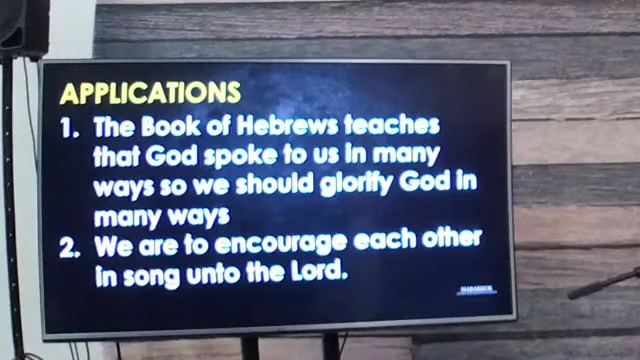 APPLICATIONS
1. The Book of Hebrews teaches
that God spoke to us in many
ways so we should glorify God in
many ways
2. We are to encourage each other
in song unto the Lord.